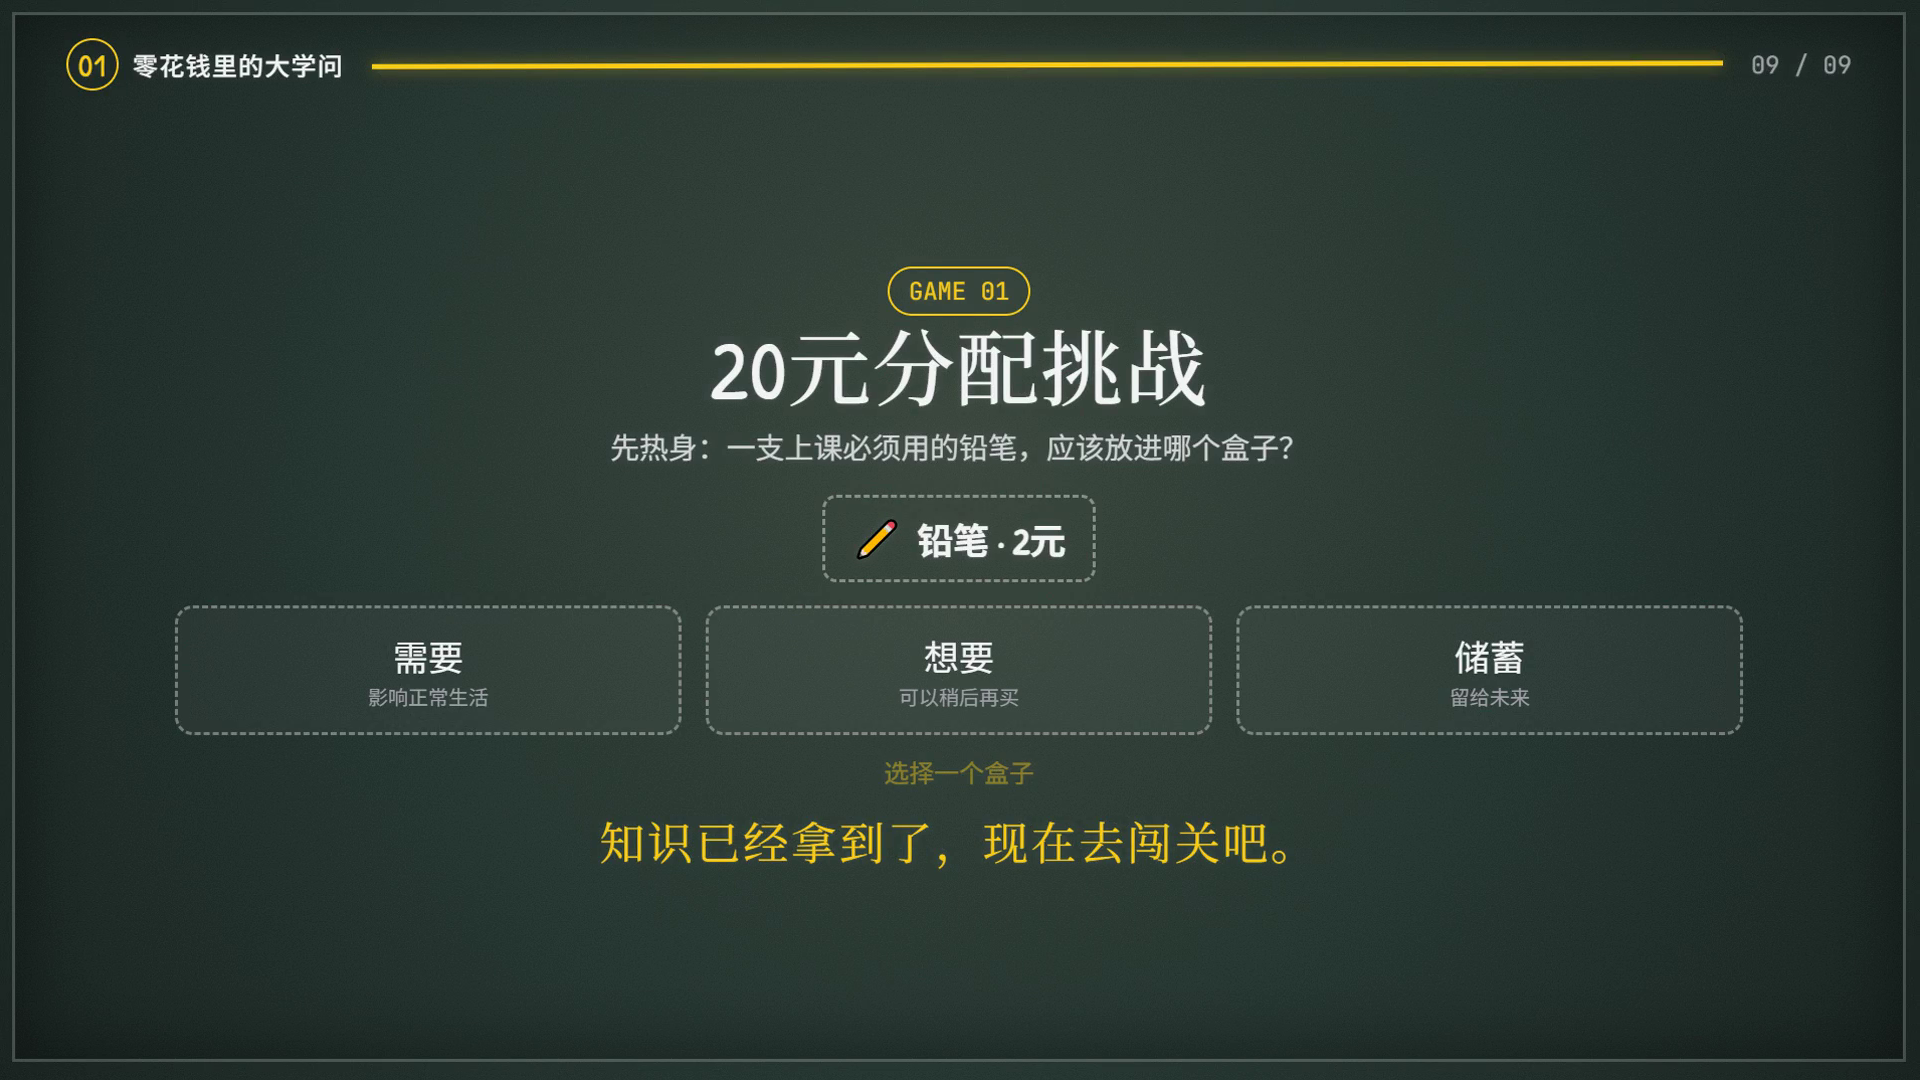 01 零花钱里的大学问 09 / 09
GAME 01
20元分配挑战
先热身：一支上课必须用的铅笔，应该放进哪个盒子？
铅笔 · 2元
需要 想要 储蓄
影响正常生活 可以稍后再买 留给未来
选择一个盒子
知识已经拿到了，现在去闯关吧。